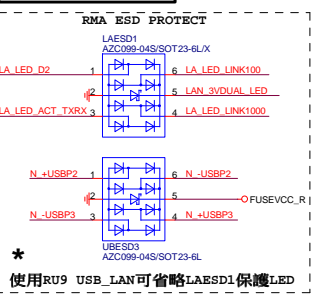 RMA ESD PROTECT
LAESD1
AZC099-04S/SOT23-6L/X
LA_LED_D2 1 6 LA_LED_LINK100
2 5 LAN_3VDUAL_LED
LA_LED_ACT_TXRX 3 4 LA_LED_LINK1000
N_+USBP2 1 6 N_-USBP2
2 5 FUSEVCC_R
N_-USBP3 3 4 N_+USBP3
UBESD3
AZC099-04S/SOT23-6L
*
使用RU9 USB_LAN可省略LAESD1保護LED